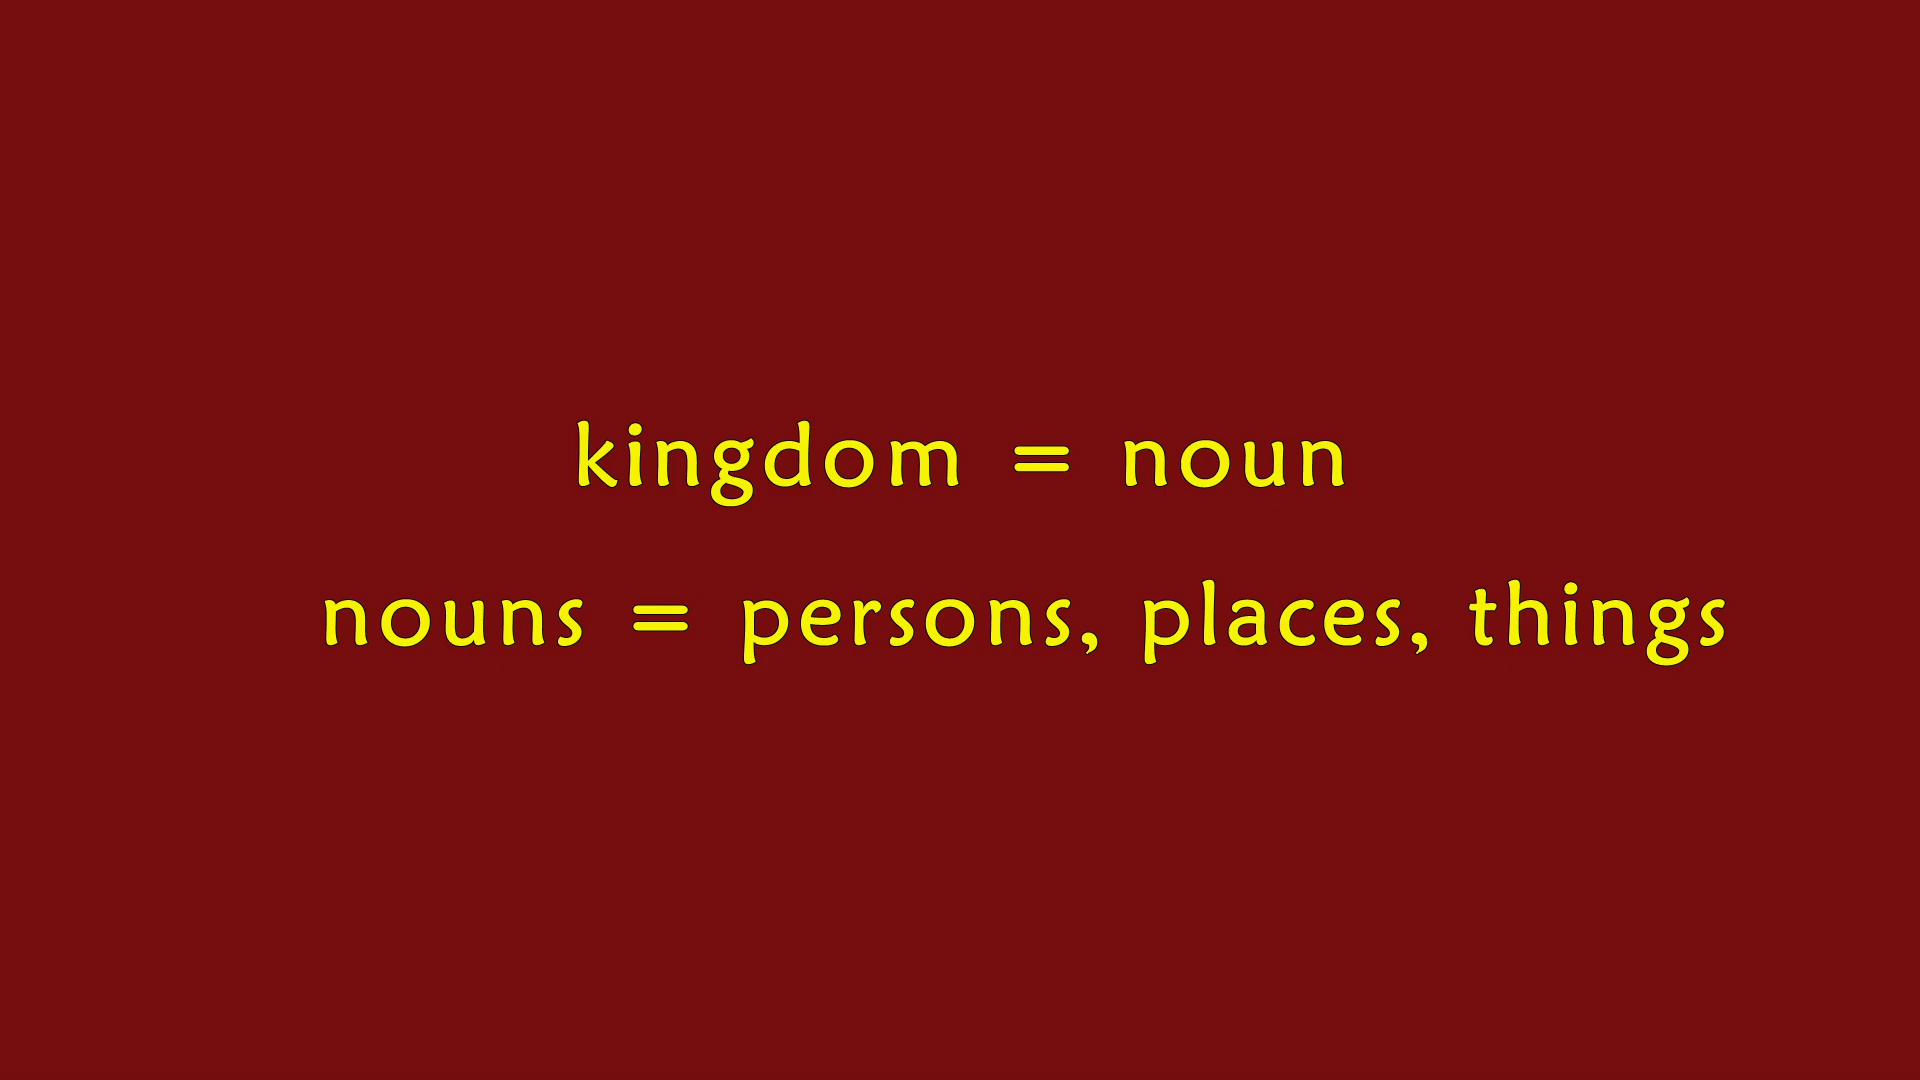 kingdom = noun
nouns = persons, places, things